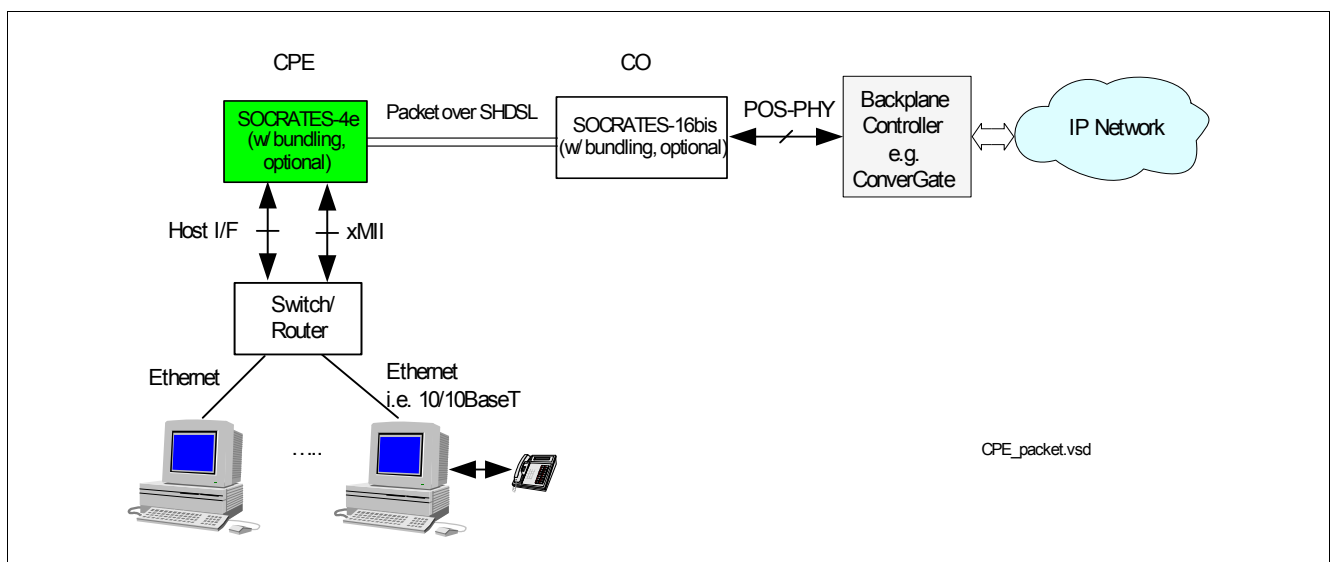 CPE
CO
SOCRATES-4e
(w/ bundling,
optional)
Packet over SHDSL
SOCRATES-16bis
(w/ bundling, optional)
POS-PHY
Backplane
Controller
e.g.
ConverGate
IP Network
Host I/F
xMII
Switch/
Router
Ethernet
Ethernet
i.e. 10/10BaseT
.....
CPE_packet.vsd